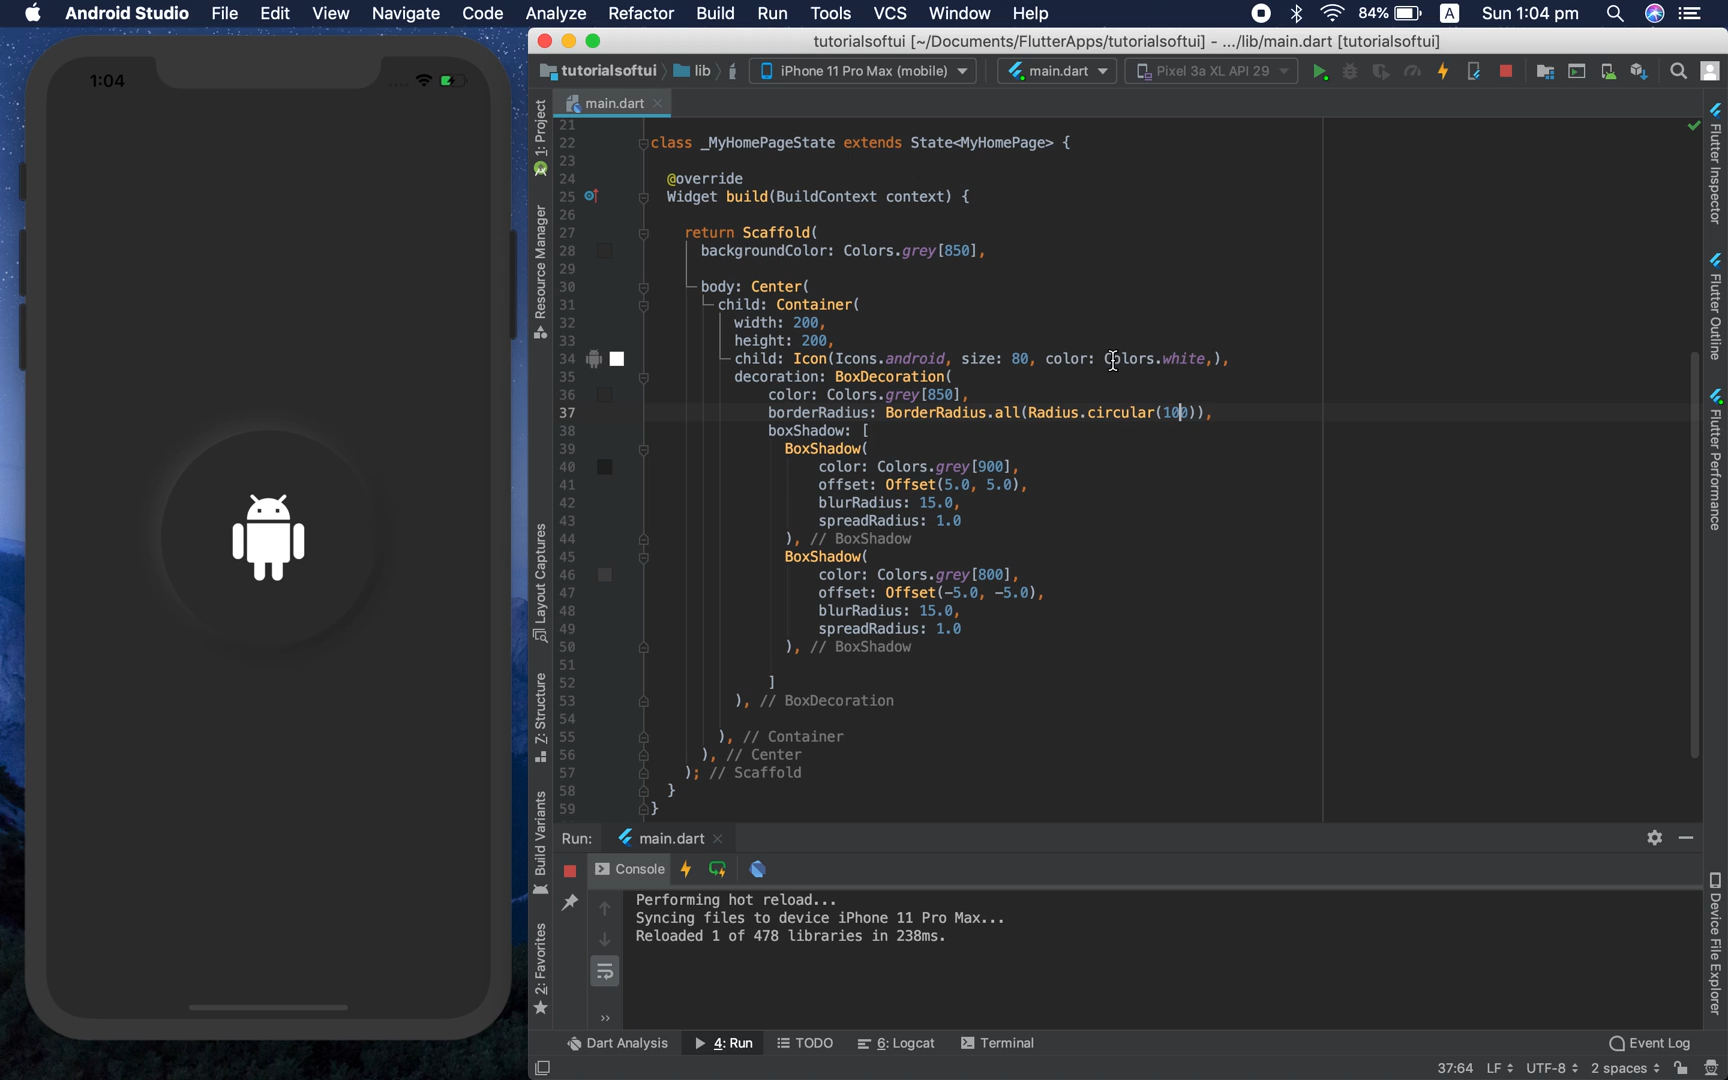 Android Studio File Edit View Navigate Code Analyze Refactor Build Run Tools VCS Window Help 84% A Sun 1:04 pm
tutorialsoftui [~/Documents/FlutterApps/tutorialsoftui] - .../lib/main.dart [tutorialsoftui]
tutorialsoftui lib iPhone 11 Pro Max (mobile) main.dart Pixel 3a XL API 29
1:04
main.dart
21
22 class _MyHomePageState extends State<MyHomePage> {
23
24 @override
25 Widget build(BuildContext context) {
26
27 return Scaffold(
28 backgroundColor: Colors.grey[850],
29
30 body: Center(
31 child: Container(
32 width: 200,
33 height: 200,
34 child: Icon(Icons.android, size: 80, color: Colors.white,),
35 decoration: BoxDecoration(
36 color: Colors.grey[850],
37 borderRadius: BorderRadius.all(Radius.circular(100)),
38 boxShadow: [
39 BoxShadow(
40 color: Colors.grey[900],
41 offset: Offset(5.0, 5.0),
42 blurRadius: 15.0,
43 spreadRadius: 1.0
44 ), // BoxShadow
45 BoxShadow(
46 color: Colors.grey[800],
47 offset: Offset(-5.0, -5.0),
48 blurRadius: 15.0,
49 spreadRadius: 1.0
50 ), // BoxShadow
51
52 ]
53 ), // BoxDecoration
54
55 ), // Container
56 ), // Center
57 ); // Scaffold
58 }
59 }
1: Project
Resource Manager
Layout Captures
Z: Structure
Build Variants
2: Favorites
Flutter Inspector
Flutter Outline
Flutter Performance
Device File Explorer
Run: main.dart
Console
Performing hot reload...
Syncing files to device iPhone 11 Pro Max...
Reloaded 1 of 478 libraries in 238ms.
Dart Analysis 4: Run TODO 6: Logcat Terminal Event Log
37:64 LF UTF-8 2 spaces